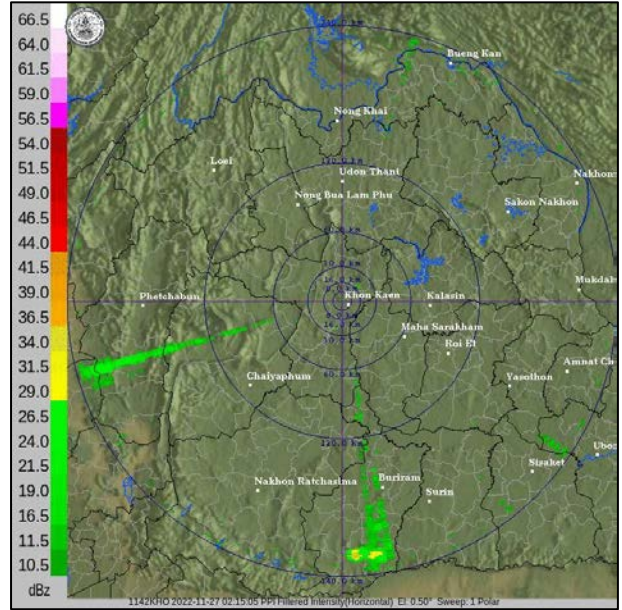 66.5
64.0
61.5
59.0
56.5
54.0
51.5
49.0
46.5
44.0
41.5
39.0
36.5
34.0
31.5
29.0
26.5
24.0
21.5
19.0
16.5
14.0
11.5
10.5
dBz
Bueng Kan
Nong Khai
Loei
Udon Thani
Nakhon
Nong Bua Lam Phu
Sakon Nakhon
Mukdah
Phetchabun
Khon Kaen
Kalasin
Maha Sarakham
Roi Et
Amnat Ch
Chaiyaphum
Yasothon
Ubo
Sisaket
Nakhon Ratchasima
Buriram
Surin
1142KHO 2022-11-27 02:15:05 PPI Filtered Intensity(Horizontal) El: 0.50° Sweep: 1 Polar